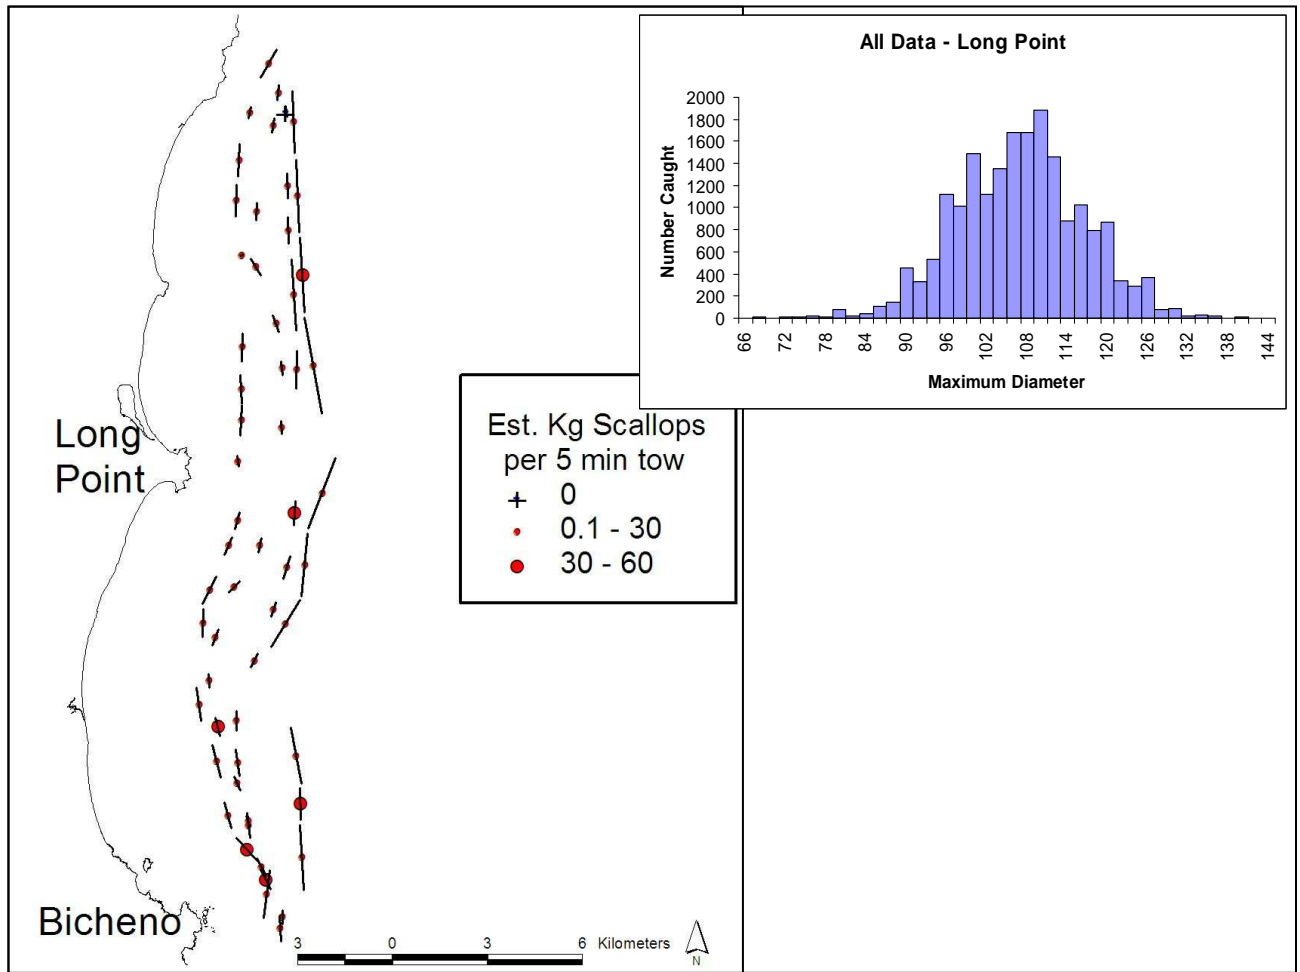 All Data - Long Point
Number Caught
2000
1800
1600
1400
1200
1000
800
600
400
200
0
66 72 78 84 90 96 102 108 114 120 126 132 138 144
Maximum Diameter
Long
Point
Est. Kg Scallops
per 5 min tow
0
0.1 - 30
30 - 60
Bicheno
3 0 3 6 Kilometers
N